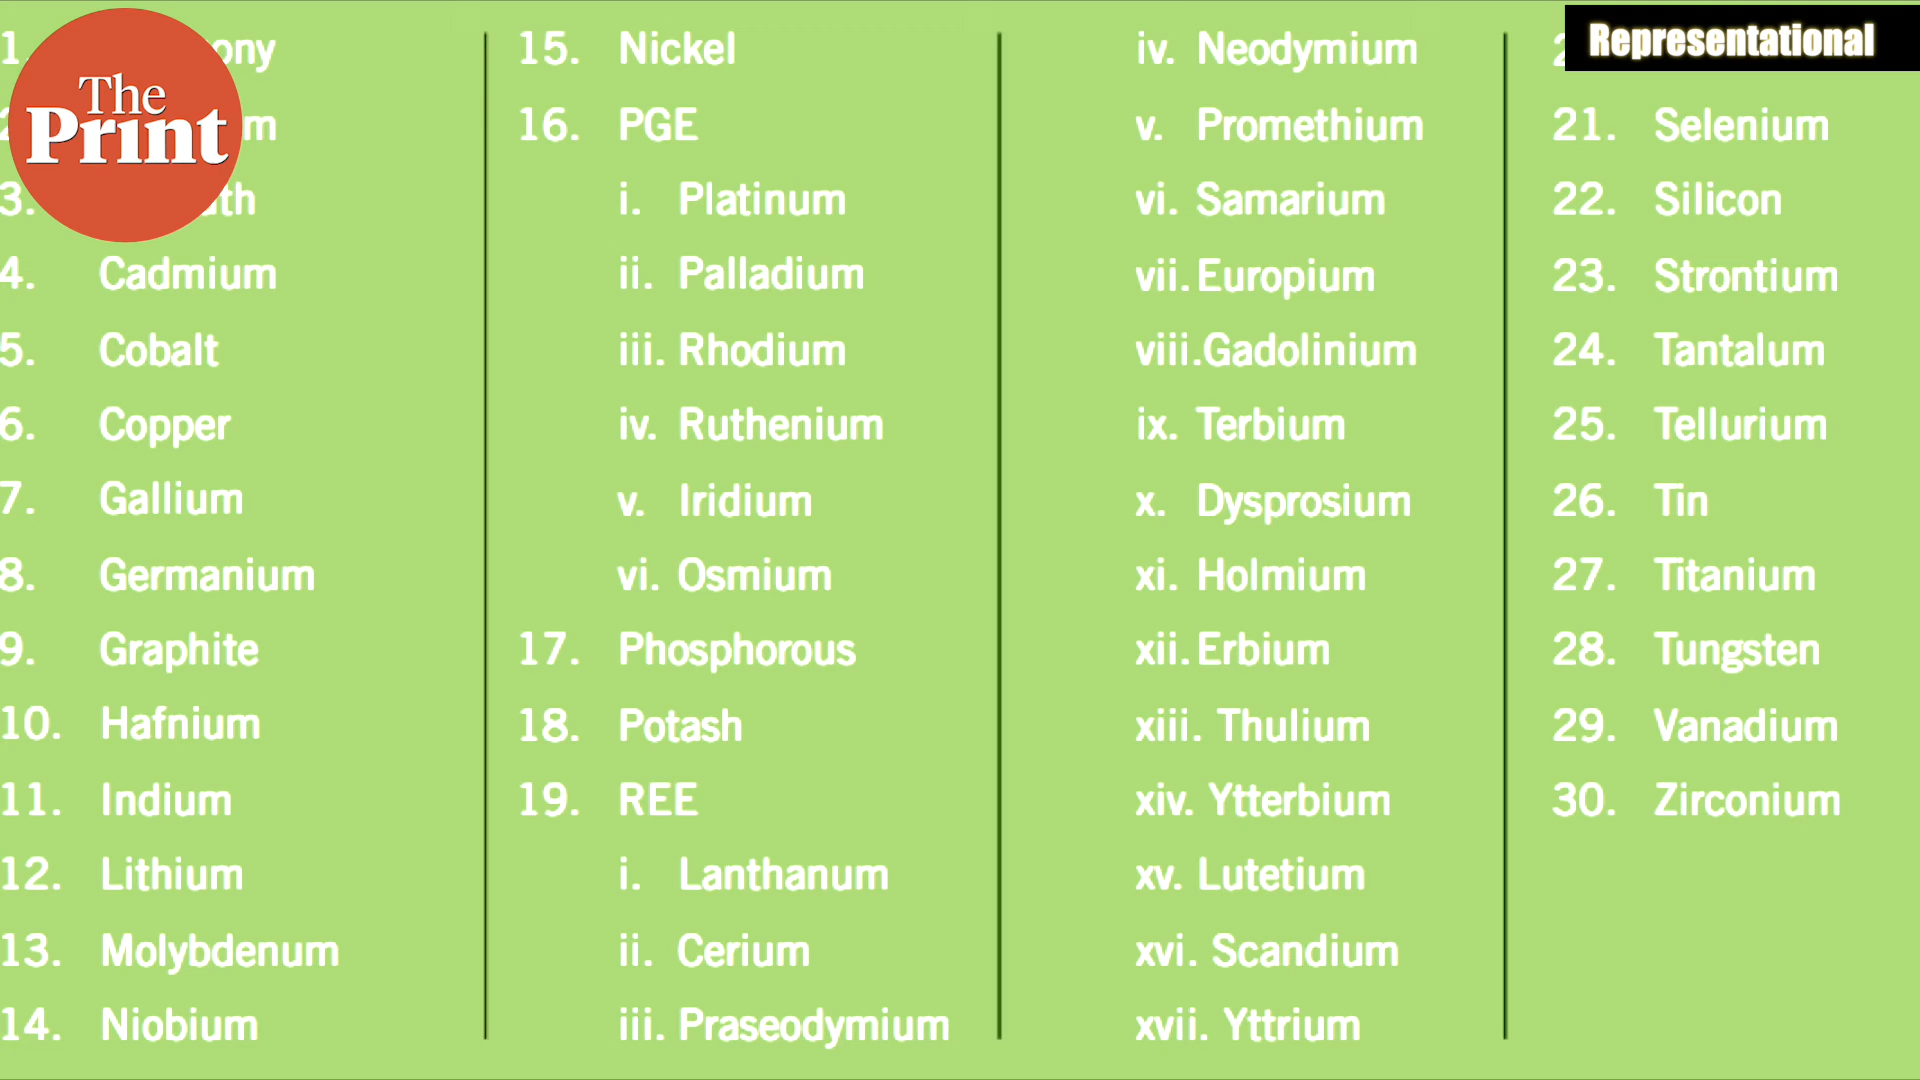 The
Print
Representational
1.
3.
4. Cadmium
5. Cobalt
6. Copper
7. Gallium
8. Germanium
9. Graphite
10. Hafnium
11. Indium
12. Lithium
13. Molybdenum
14. Niobium
15. Nickel
16. PGE
i. Platinum
ii. Palladium
iii. Rhodium
iv. Ruthenium
v. Iridium
vi. Osmium
17. Phosphorous
18. Potash
19. REE
i. Lanthanum
ii. Cerium
iii. Praseodymium
iv. Neodymium
v. Promethium
vi. Samarium
vii. Europium
viii.Gadolinium
ix. Terbium
x. Dysprosium
xi. Holmium
xii. Erbium
xiii. Thulium
xiv. Ytterbium
xv. Lutetium
xvi. Scandium
xvii. Yttrium
21. Selenium
22. Silicon
23. Strontium
24. Tantalum
25. Tellurium
26. Tin
27. Titanium
28. Tungsten
29. Vanadium
30. Zirconium